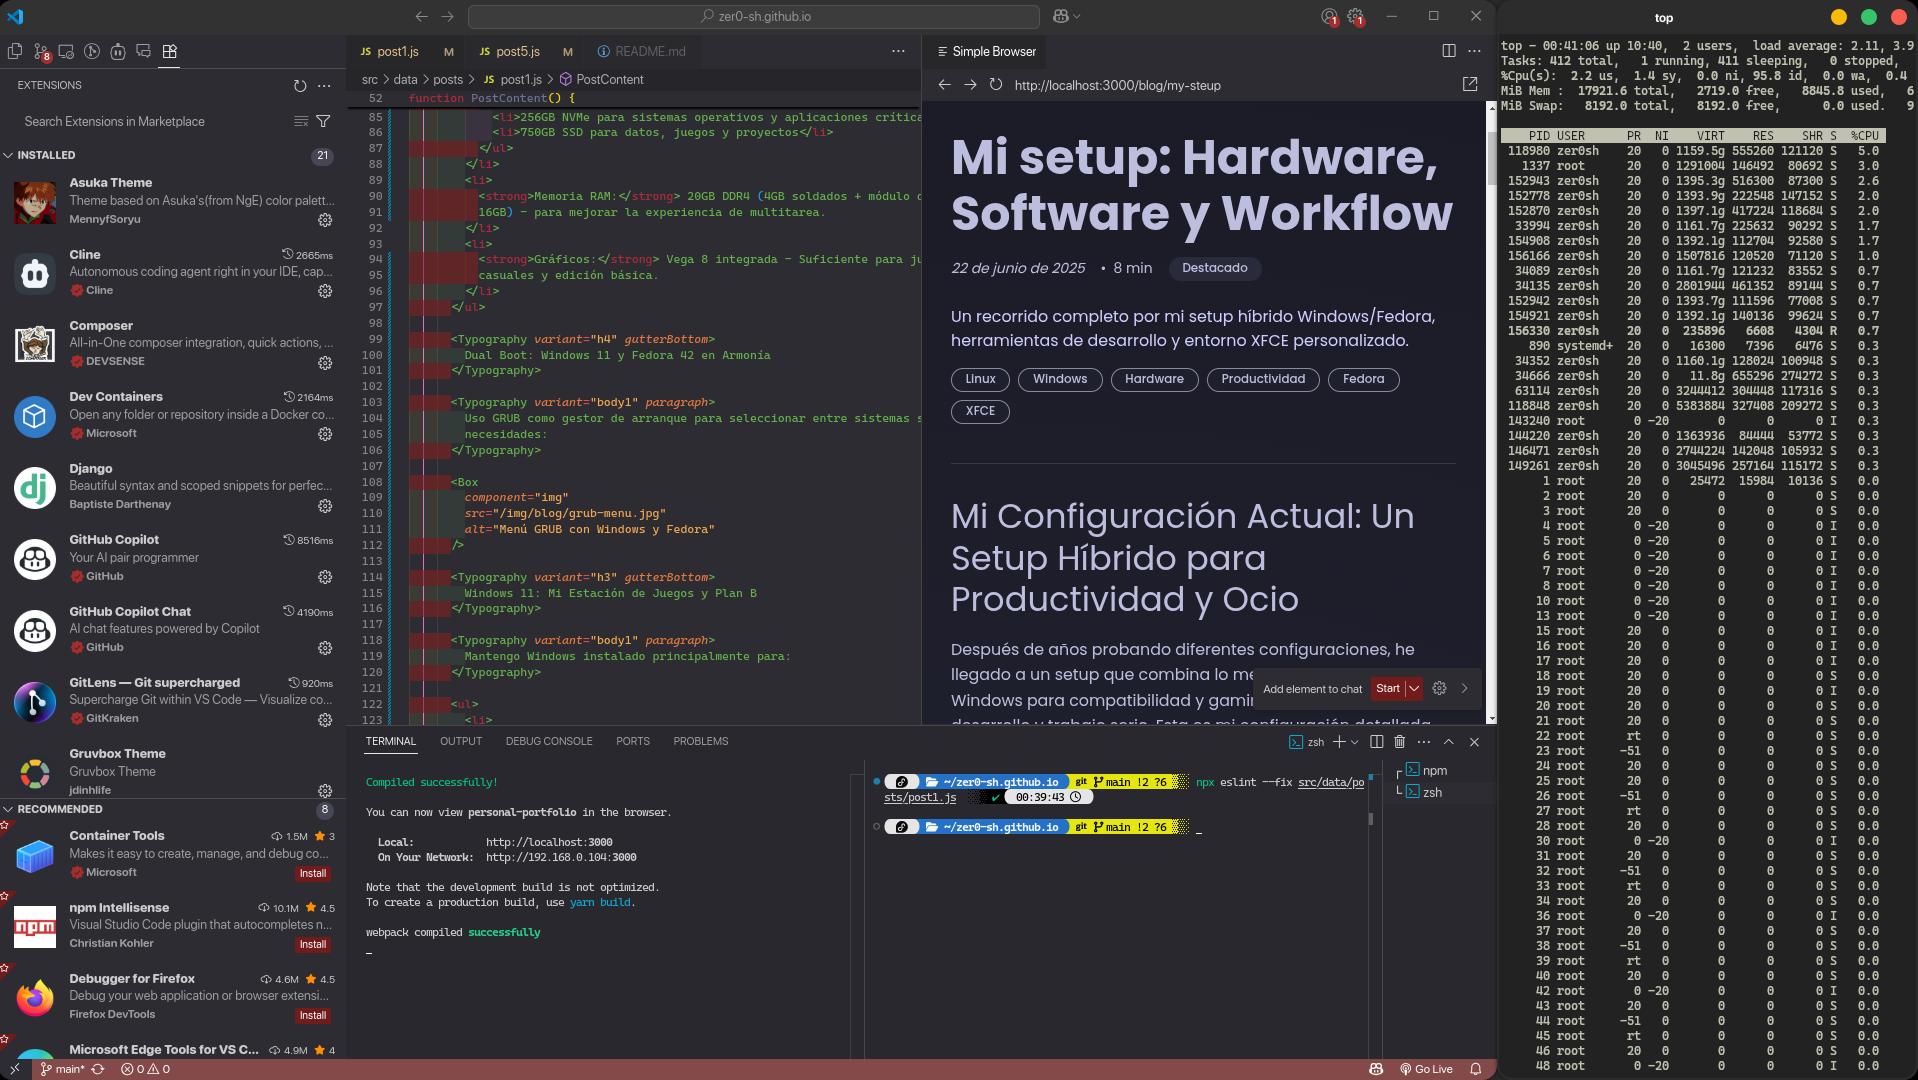 zer0-sh.github.io
1
1
top
8
EXTENSIONS
Search Extensions in Marketplace
INSTALLED
21
Asuka Theme
Theme based on Asuka's(from NgE) color palett...
MennyfSoryu
Cline
2665ms
Autonomous coding agent right in your IDE, cap...
Cline
Composer
All-in-One composer integration, quick actions, ...
DEVSENSE
Dev Containers
2164ms
Open any folder or repository inside a Docker co...
Microsoft
Django
Beautiful syntax and scoped snippets for perfec...
Baptiste Darthenay
GitHub Copilot
8516ms
Your AI pair programmer
GitHub
GitHub Copilot Chat
4190ms
AI chat features powered by Copilot
GitHub
GitLens — Git supercharged
920ms
Supercharge Git within VS Code — Visualize co...
GitKraken
Gruvbox Theme
Gruvbox Theme
jdinhlife
RECOMMENDED
8
Container Tools
1.5M 3
Makes it easy to create, manage, and debug co...
Microsoft
Install
npm Intellisense
10.1M 4.5
Visual Studio Code plugin that autocompletes n...
Christian Kohler
Install
Debugger for Firefox
4.6M 4.5
Debug your web application or browser extensi...
Firefox DevTools
Install
Microsoft Edge Tools for VS C...
4.9M 4
JS post1.js M
JS post5.js M
README.md
src > data > posts > JS post1.js > PostContent
52 function PostContent() {
85 <li>256GB NVMe para sistemas operativos y aplicaciones crítica
86 <li>750GB SSD para datos, juegos y proyectos</li>
87 </ul>
88 </li>
89 <li>
90 <strong>Memoria RAM:</strong> 20GB DDR4 (4GB soldados + módulo
91 16GB) - para mejorar la experiencia de multitarea.
92 </li>
93 <li>
94 <strong>Gráficos:</strong> Vega 8 integrada - Suficiente para
95 casuales y edición básica.
96 </li>
97 </ul>
98
99 <Typography variant="h4" gutterBottom>
100 Dual Boot: Windows 11 y Fedora 42 en Armonía
101 </Typography>
102
103 <Typography variant="body1" paragraph>
104 Uso GRUB como gestor de arranque para seleccionar entre sistemas
105 necesidades:
106 </Typography>
107
108 <Box
109 component="img"
110 src="/img/blog/grub-menu.jpg"
111 alt="Menú GRUB con Windows y Fedora"
112 />
113
114 <Typography variant="h3" gutterBottom>
115 Windows 11: Mi Estación de Juegos y Plan B
116 </Typography>
117
118 <Typography variant="body1" paragraph>
119 Mantengo Windows instalado principalmente para:
120 </Typography>
121
122 <ul>
123 <li>
Simple Browser
http://localhost:3000/blog/my-steup
Mi setup: Hardware,
Software y Workflow
22 de junio de 2025 • 8 min Destacado
Un recorrido completo por mi setup híbrido Windows/Fedora,
herramientas de desarrollo y entorno XFCE personalizado.
Linux Windows Hardware Productividad Fedora
XFCE
Mi Configuración Actual: Un
Setup Híbrido para
Productividad y Ocio
Después de años probando diferentes configuraciones, he
llegado a un setup que combina lo me
Windows para compatibilidad y gamin
desarrollo y trabajo serio. Esta es mi configuración detallada
Add element to chat Start
TERMINAL OUTPUT DEBUG CONSOLE PORTS PROBLEMS
zsh
Compiled successfully!
You can now view personal-portfolio in the browser.
Local: http://localhost:3000
On Your Network: http://192.168.0.104:3000
Note that the development build is not optimized.
To create a production build, use yarn build.
webpack compiled successfully
~/zer0-sh.github.io git main !2 ?6 npx eslint --fix src/data/po
sts/post1.js ✔ 00:39:43
~/zer0-sh.github.io git main !2 ?6
npm
zsh
main*
0 0
Go Live
top - 00:41:06 up 10:40, 2 users, load average: 2.11, 3.9
Tasks: 412 total, 1 running, 411 sleeping, 0 stopped,
%Cpu(s): 2.2 us, 1.4 sy, 0.0 ni, 95.8 id, 0.0 wa, 0.4
MiB Mem : 17921.6 total, 2719.0 free, 8845.8 used, 6
MiB Swap: 8192.0 total, 8192.0 free, 0.0 used. 9
PID USER PR NI VIRT RES SHR S %CPU
118980 zer0sh 20 0 1159.5g 555260 121120 S 5.0
1337 root 20 0 1291004 146492 80692 S 3.0
152943 zer0sh 20 0 1395.3g 516300 87300 S 2.6
152778 zer0sh 20 0 1393.9g 222548 147152 S 2.0
152870 zer0sh 20 0 1397.1g 417224 118684 S 2.0
33994 zer0sh 20 0 1161.7g 225632 90292 S 1.7
154908 zer0sh 20 0 1392.1g 112704 92580 S 1.7
156166 zer0sh 20 0 1507816 120520 71120 S 1.0
34089 zer0sh 20 0 1161.7g 121232 83552 S 0.7
34135 zer0sh 20 0 2801944 461352 89144 S 0.7
152942 zer0sh 20 0 1393.7g 111596 77008 S 0.7
154921 zer0sh 20 0 1392.1g 140136 99624 S 0.7
156330 zer0sh 20 0 235896 6608 4304 R 0.7
890 systemd+ 20 0 16300 7396 6476 S 0.3
34352 zer0sh 20 0 1160.1g 128024 100948 S 0.3
34666 zer0sh 20 0 11.8g 655296 274272 S 0.3
63114 zer0sh 20 0 3244412 304448 117316 S 0.3
118848 zer0sh 20 0 5383884 327408 209272 S 0.3
143240 root 0 -20 0 0 0 I 0.3
144220 zer0sh 20 0 1363936 84444 53772 S 0.3
146471 zer0sh 20 0 2744224 142048 105932 S 0.3
149261 zer0sh 20 0 3045496 257164 115172 S 0.3
1 root 20 0 25472 15984 10136 S 0.0
2 root 20 0 0 0 0 S 0.0
3 root 20 0 0 0 0 S 0.0
4 root 0 -20 0 0 0 I 0.0
5 root 0 -20 0 0 0 I 0.0
6 root 0 -20 0 0 0 I 0.0
7 root 0 -20 0 0 0 I 0.0
8 root 0 -20 0 0 0 I 0.0
10 root 0 -20 0 0 0 I 0.0
13 root 0 -20 0 0 0 I 0.0
15 root 20 0 0 0 0 I 0.0
16 root 20 0 0 0 0 I 0.0
17 root 20 0 0 0 0 I 0.0
18 root 20 0 0 0 0 S 0.0
19 root 20 0 0 0 0 I 0.0
20 root 20 0 0 0 0 S 0.0
21 root 20 0 0 0 0 S 0.0
22 root rt 0 0 0 0 S 0.0
23 root -51 0 0 0 0 S 0.0
24 root 20 0 0 0 0 S 0.0
25 root 20 0 0 0 0 S 0.0
26 root -51 0 0 0 0 S 0.0
27 root rt 0 0 0 0 S 0.0
28 root 20 0 0 0 0 S 0.0
30 root 0 -20 0 0 0 I 0.0
31 root 20 0 0 0 0 S 0.0
32 root -51 0 0 0 0 S 0.0
33 root rt 0 0 0 0 S 0.0
34 root 20 0 0 0 0 S 0.0
36 root 0 -20 0 0 0 I 0.0
37 root 20 0 0 0 0 S 0.0
38 root -51 0 0 0 0 S 0.0
39 root rt 0 0 0 0 S 0.0
40 root 20 0 0 0 0 S 0.0
42 root 0 -20 0 0 0 I 0.0
43 root 20 0 0 0 0 S 0.0
44 root -51 0 0 0 0 S 0.0
45 root rt 0 0 0 0 S 0.0
46 root 20 0 0 0 0 S 0.0
48 root 0 -20 0 0 0 I 0.0